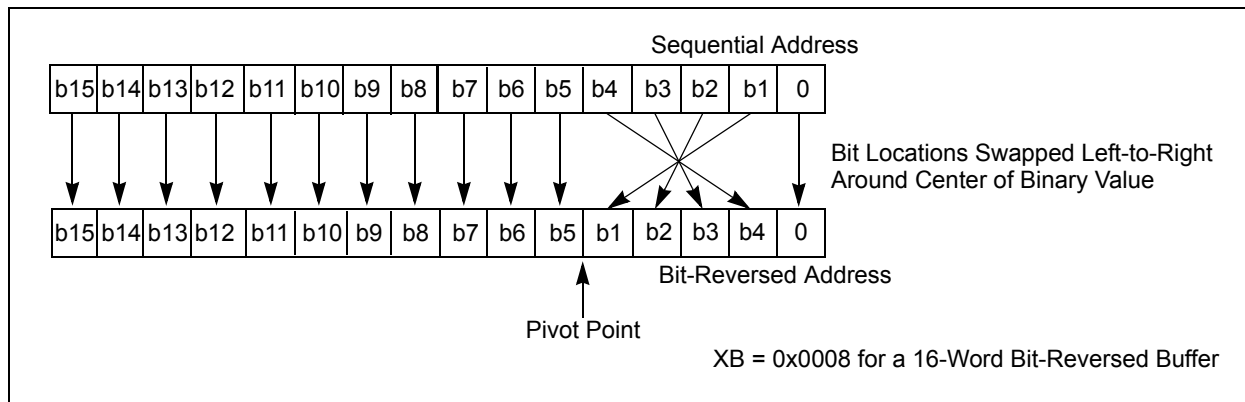 Sequential Address
b15 b14 b13 b12 b11 b10 b9 b8 b7 b6 b5 b4 b3 b2 b1 0
Bit Locations Swapped Left-to-Right
Around Center of Binary Value
b15 b14 b13 b12 b11 b10 b9 b8 b7 b6 b5 b1 b2 b3 b4 0
Bit-Reversed Address
Pivot Point
XB = 0x0008 for a 16-Word Bit-Reversed Buffer